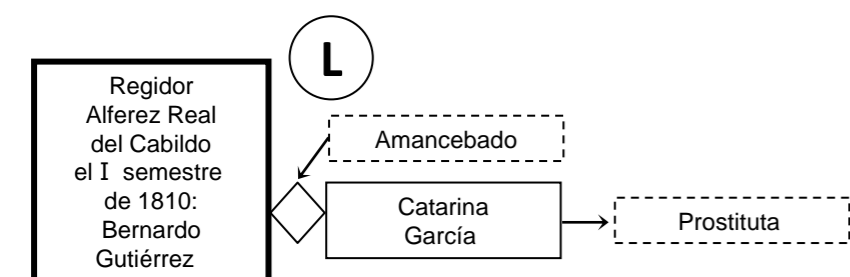 L
Regidor
Alferez Real
del Cabildo
el I semestre
de 1810:
Bernardo
Gutiérrez
Amancebado
Catarina
García
Prostituta